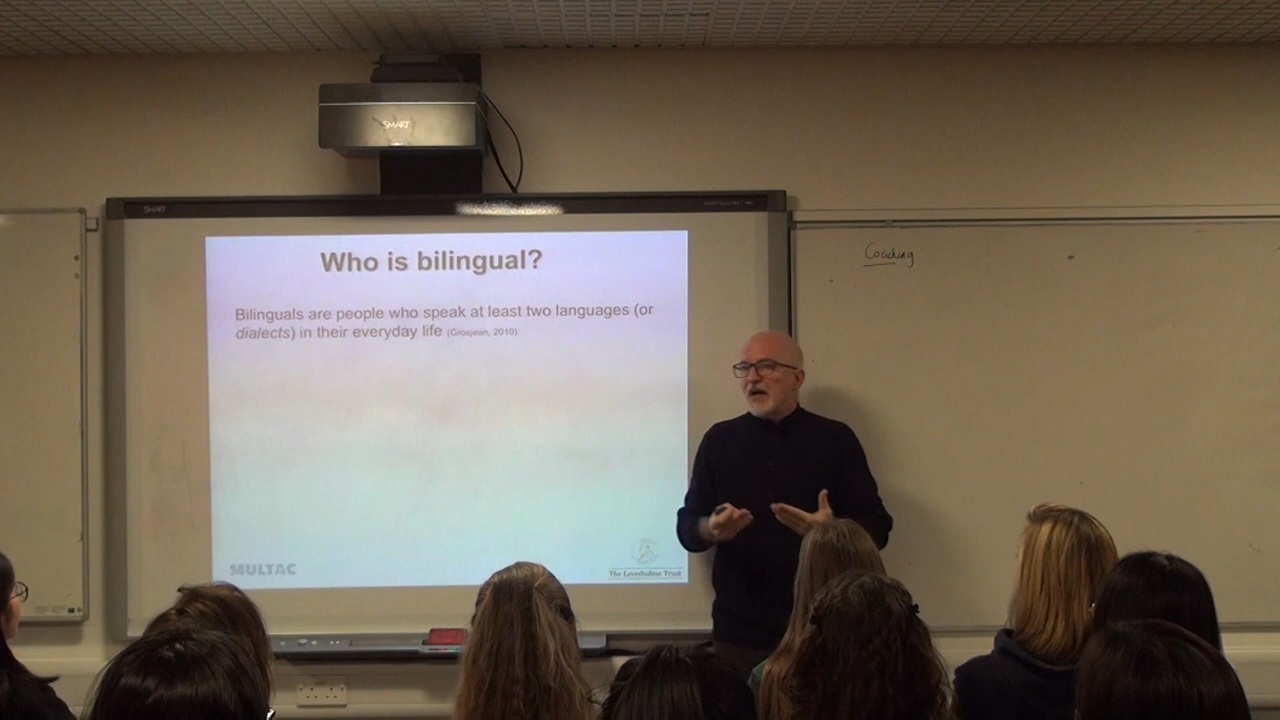 SMART
SMART
Coaching
Who is bilingual?
Bilinguals are people who speak at least two languages (or
dialects) in their everyday life (Grosjean, 2010)
MULTAC
The Leverhulme Trust